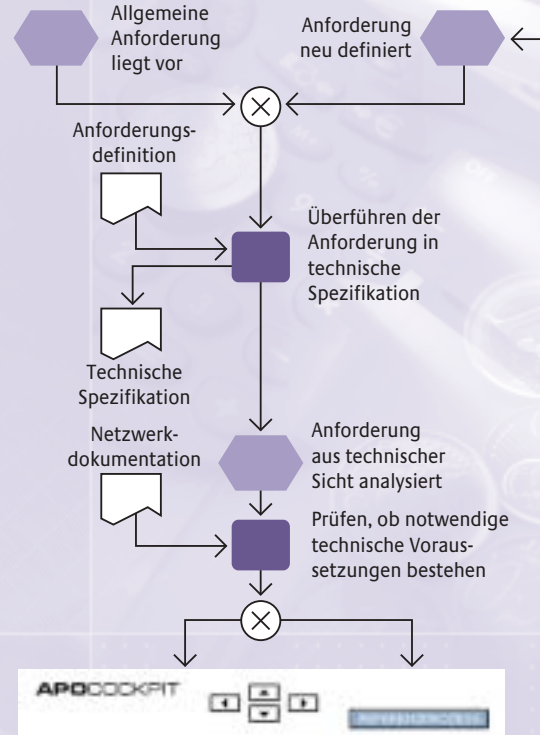 Allgemeine
Anforderung
liegt vor
Anforderung
neu definiert
Anforderungs-
definition
Überführen der
Anforderung in
technische
Spezifikation
Technische
Spezifikation
Netzwerk-
dokumentation
Anforderung
aus technischer
Sicht analysiert
Prüfen, ob notwendige
technische Voraus-
setzungen bestehen
APOCOCKPIT